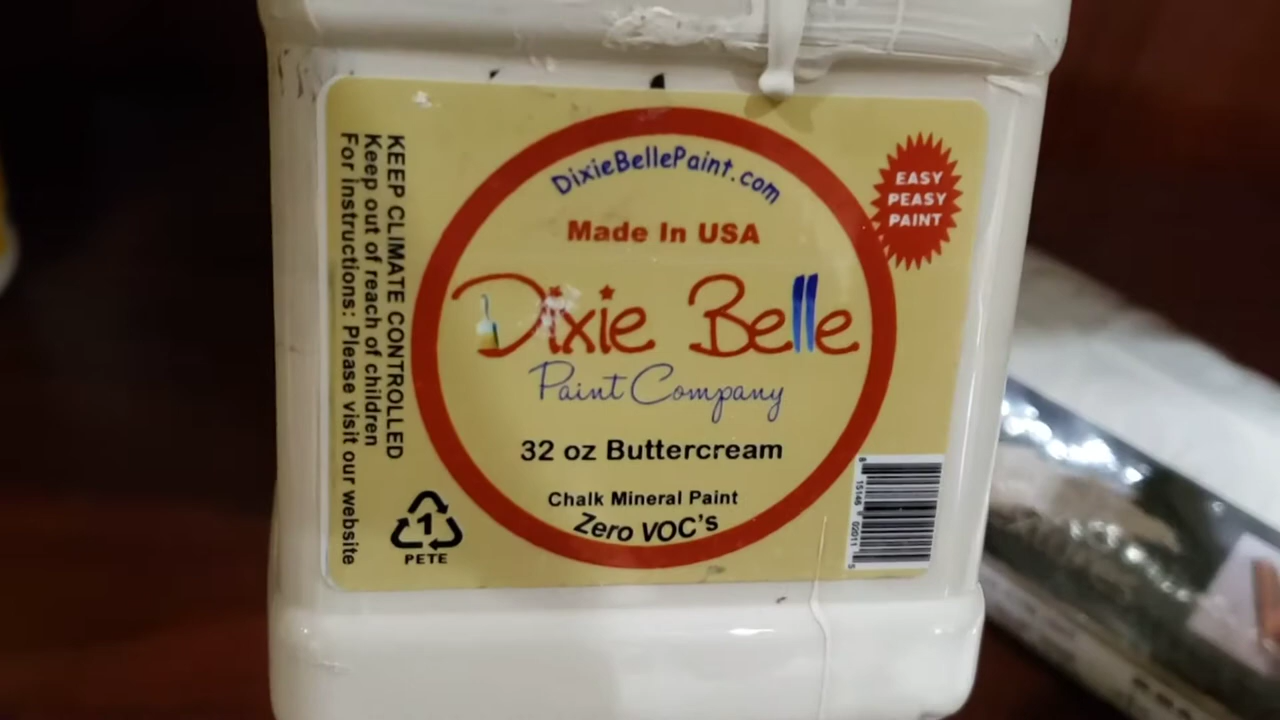 DixieBellePaint.com
Made In USA
Dixie Belle
Paint Company
32 oz Buttercream
Chalk Mineral Paint
Zero VOC's
EASY
PEASY
PAINT
KEEP CLIMATE CONTROLLED
Keep out of reach of children
For instructions: Please visit our website
1
PETE